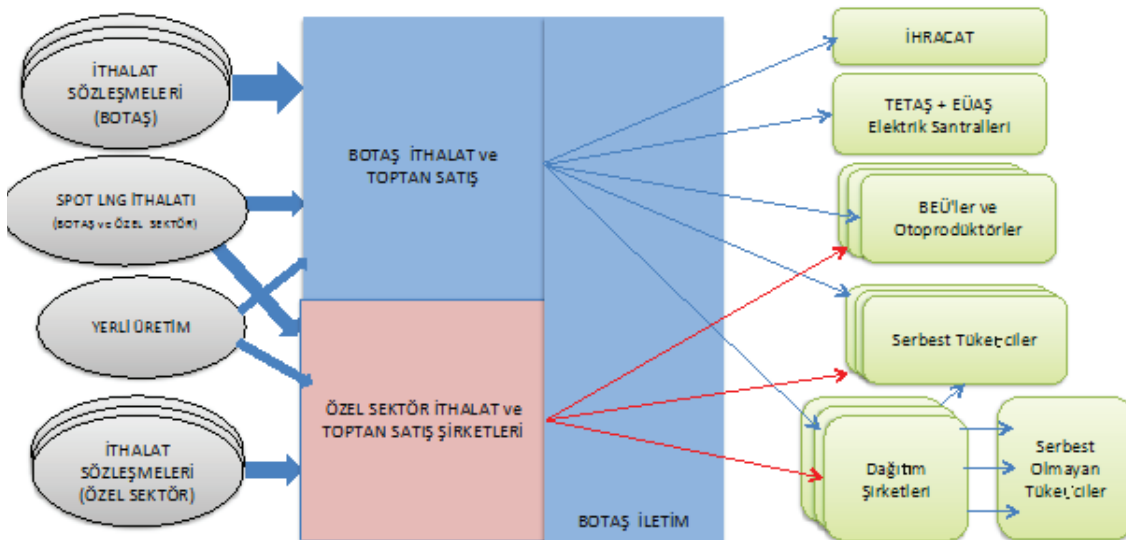 İTHALAT
SÖZLEŞMELERİ
(BOTAŞ)
SPOT LNG İTHALATI
(BOTAŞ ve ÖZEL SEKTÖR)
YERLİ ÜRETİM
İTHALAT
SÖZLEŞMELERİ
(ÖZEL SEKTÖR)
BOTAŞ İTHALAT ve
TOPTAN SATIŞ
ÖZEL SEKTÖR İTHALAT ve
TOPTAN SATIŞ ŞİRKETLERİ
BOTAŞ İLETİM
İHRACAT
TETAŞ + EÜAŞ
Elektrik Santralleri
BEÜ'ler ve
Otoprodüktörler
Serbest Tüketiciler
Dağıtım
Şirketleri
Serbest
Olmayan
Tüketiciler